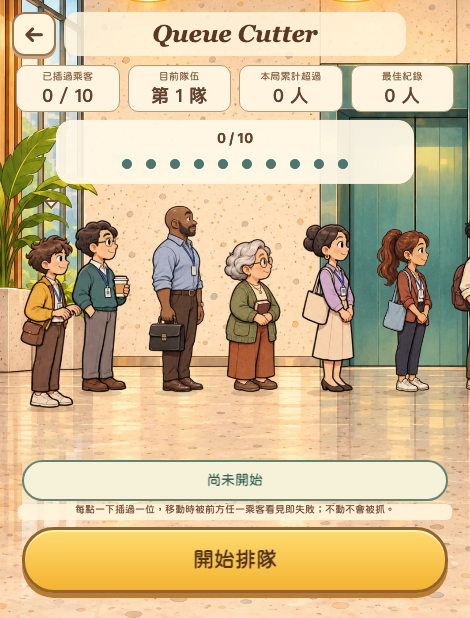 Queue Cutter
已插過乘客
0 / 10
目前隊伍
第 1 隊
本局累計超過
0 人
最佳紀錄
0 人
0 / 10
尚未開始
每點一下插過一位，移動時被前方任一乘客看見即失敗；不動不會被抓。
開始排隊